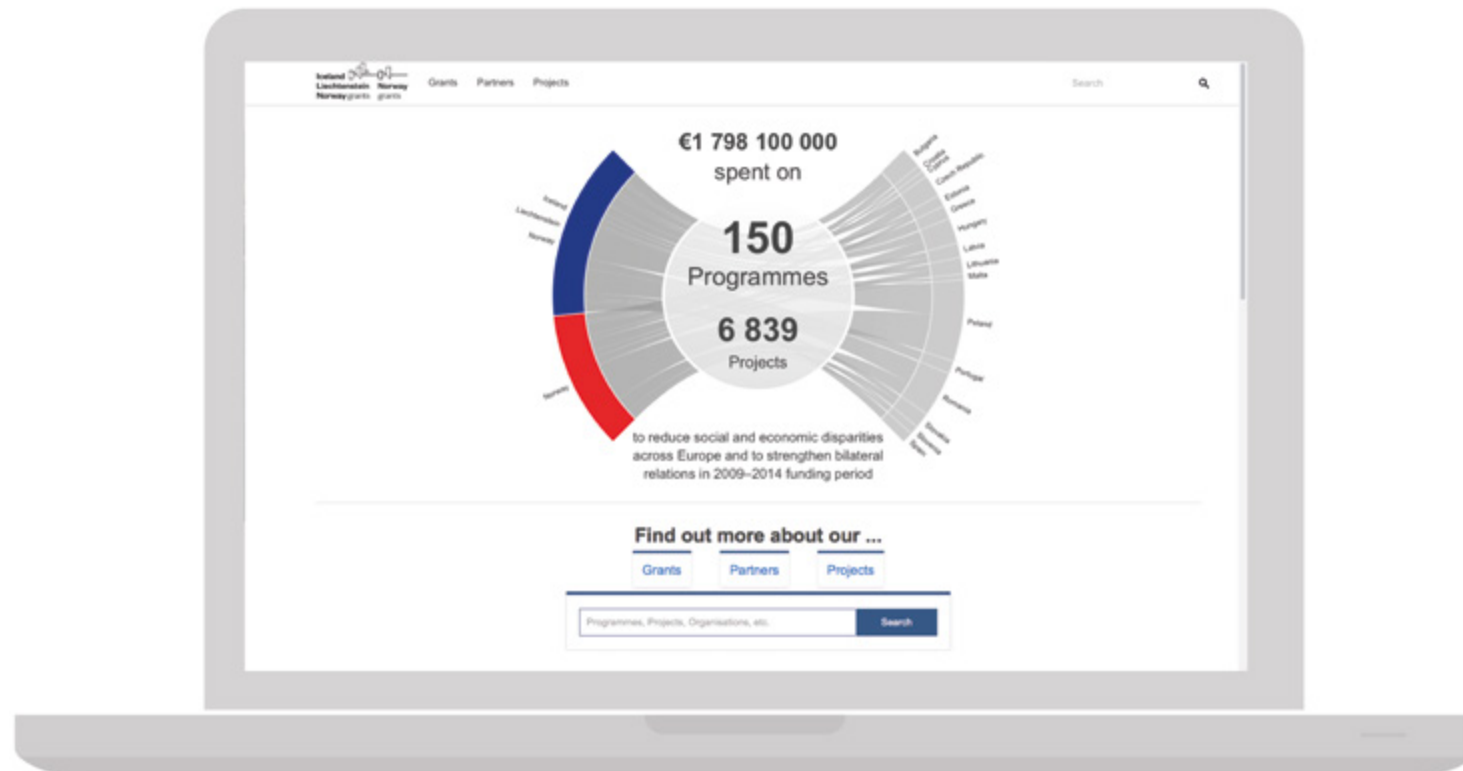 Iceland
Liechtenstein Norway
Norway grants grants
Grants Partners Projects
Search
€1 798 100 000
spent on
150
Programmes
6 839
Projects
Iceland
Liechtenstein
Norway
Norway
Bulgaria
Croatia
Cyprus
Czech Republic
Estonia
Greece
Hungary
Latvia
Lithuania
Malta
Poland
Portugal
Romania
Slovakia
Slovenia
Spain
to reduce social and economic disparities
across Europe and to strengthen bilateral
relations in 2009–2014 funding period
Find out more about our ...
Grants Partners Projects
Programmes, Projects, Organisations, etc. Search